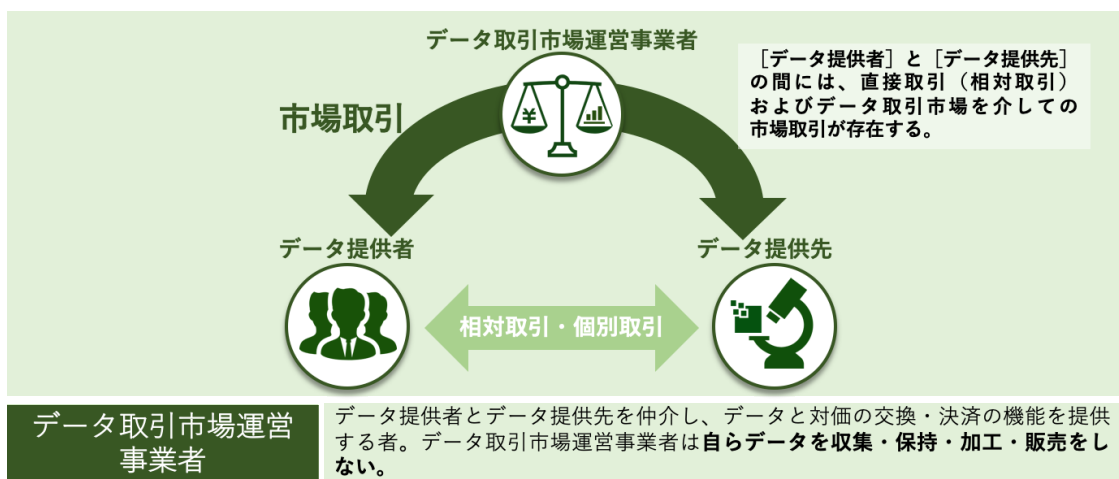 データ取引市場運営事業者
［データ提供者］と［データ提供先］
の間には、直接取引（相対取引）
およびデータ取引市場を介しての
市場取引が存在する。
市場取引
¥
データ提供者
データ提供先
相対取引・個別取引
データ取引市場運営
事業者
データ提供者とデータ提供先を仲介し、データと対価の交換・決済の機能を提供
する者。データ取引市場運営事業者は自らデータを収集・保持・加工・販売をし
ない。